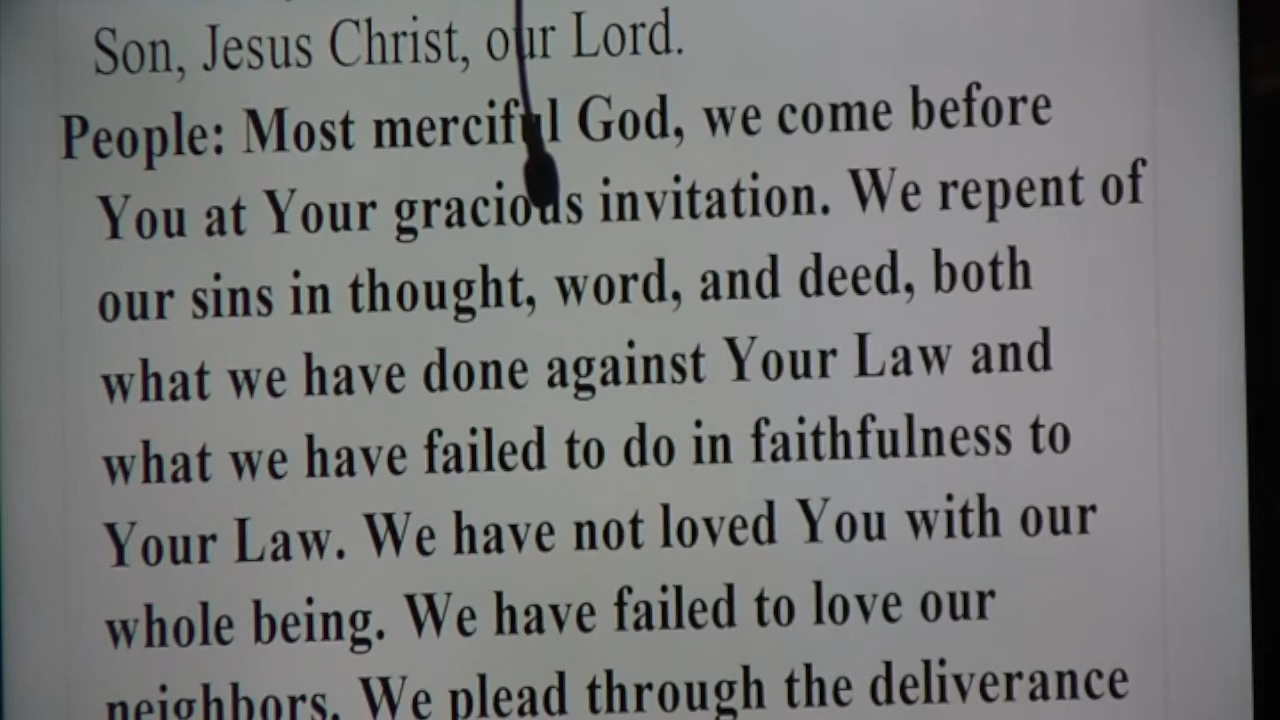 Son, Jesus Christ, our Lord.
People: Most merciful God, we come before
You at Your gracious invitation. We repent of
our sins in thought, word, and deed, both
what we have done against Your Law and
what we have failed to do in faithfulness to
Your Law. We have not loved You with our
whole being. We have failed to love our
neighbors. We plead through the deliverance